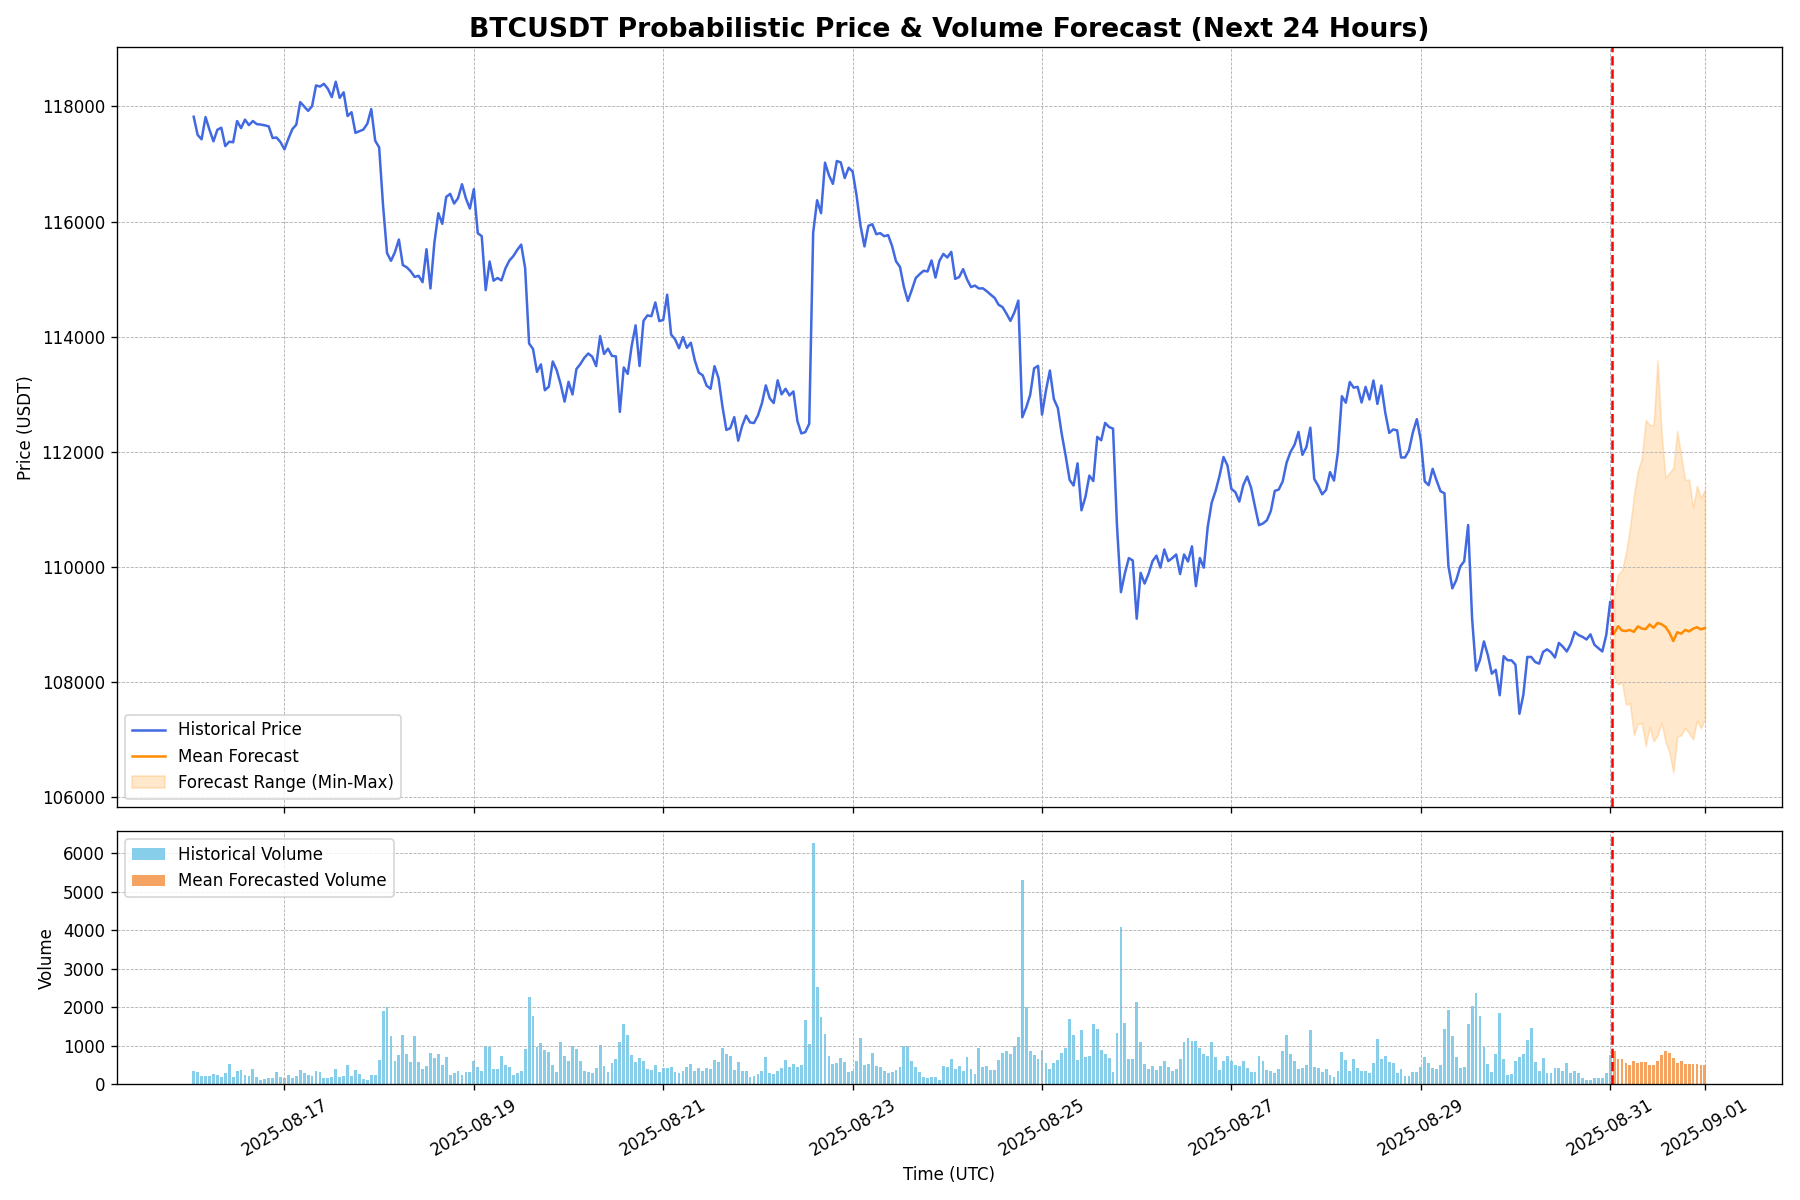 BTCUSDT Probabilistic Price & Volume Forecast (Next 24 Hours)
118000
116000
114000
112000
110000
108000
106000
Price (USDT)
Historical Price
Mean Forecast
Forecast Range (Min-Max)
6000
5000
4000
3000
2000
1000
0
Volume
Historical Volume
Mean Forecasted Volume
2025-08-17
2025-08-19
2025-08-21
2025-08-23
2025-08-25
2025-08-27
2025-08-29
2025-08-31
2025-09-01
Time (UTC)